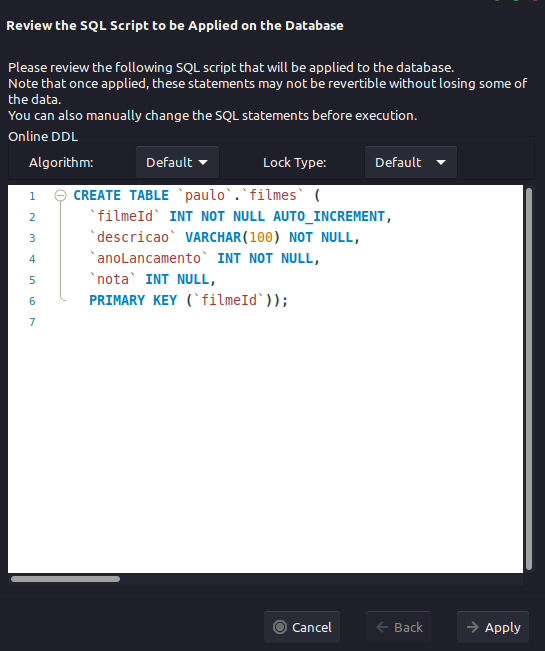 Review the SQL Script to be Applied on the Database
Please review the following SQL script that will be applied to the database.
Note that once applied, these statements may not be revertible without losing some of
the data.
You can also manually change the SQL statements before execution.
Online DDL
Algorithm: Default Lock Type: Default
1 CREATE TABLE `paulo`.`filmes` (
2 `filmeId` INT NOT NULL AUTO_INCREMENT,
3 `descricao` VARCHAR(100) NOT NULL,
4 `anoLancamento` INT NOT NULL,
5 `nota` INT NULL,
6 PRIMARY KEY (`filmeId`));
7
Cancel Back Apply